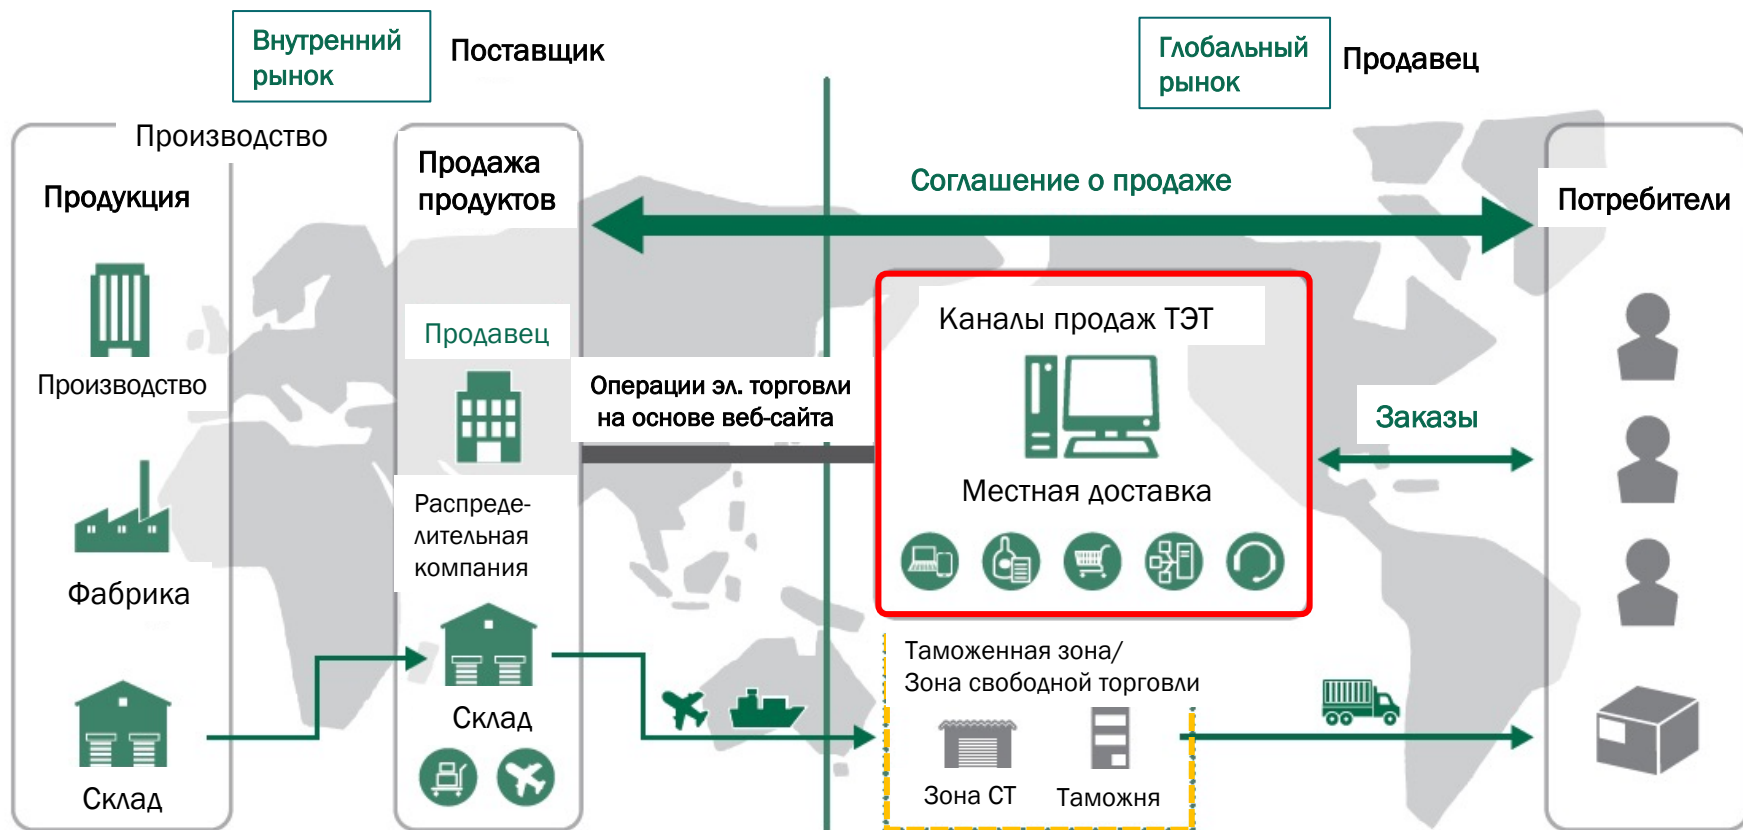 Внутренний
рынок
Поставщик
Глобальный
рынок
Продавец
Производство
Продукция
Производство
Фабрика
Склад
Продажа
продуктов
Продавец
Распреде-
лительная
компания
Склад
Соглашение о продаже
Операции эл. торговли
на основе веб-сайта
Каналы продаж ТЭТ
Местная доставка
Таможенная зона/
Зона свободной торговли
Зона СТ
Таможня
Заказы
Потребители